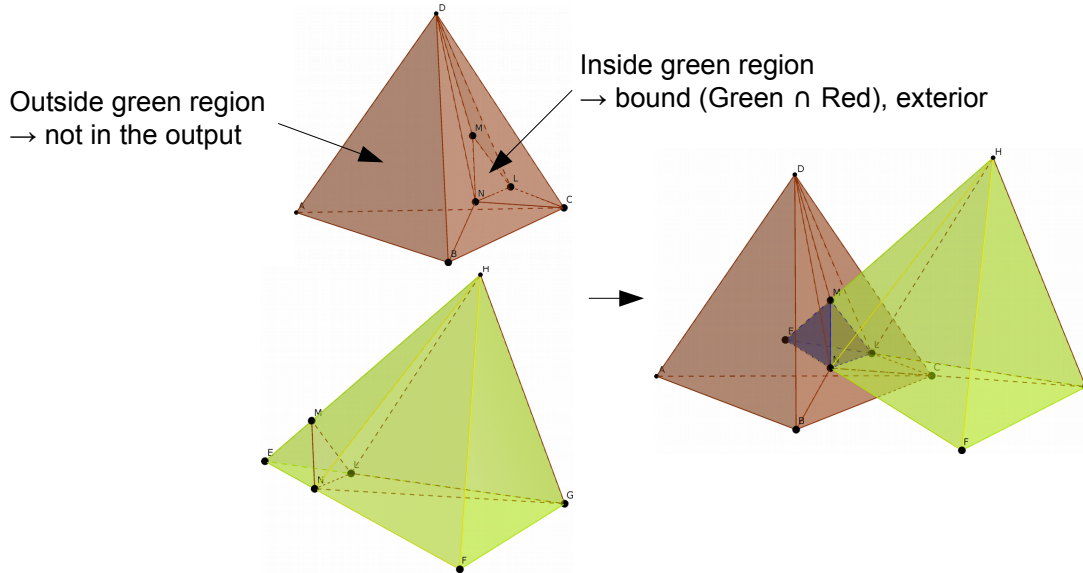 D
Inside green region
→ bound (Green ∩ Red), exterior
Outside green region
→ not in the output
M
L
N
A
C
B
H
D
H
M
M
E
E
L
L
N
N
A
C
B
G
F
F